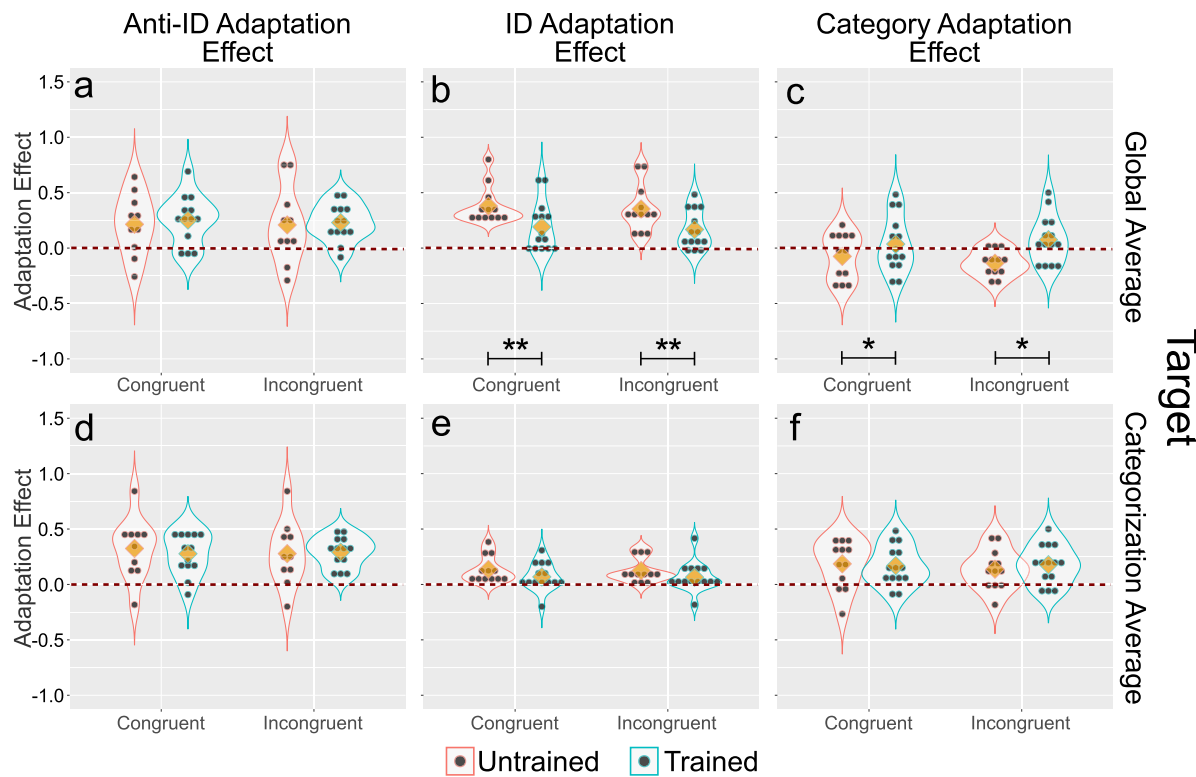 Anti-ID Adaptation
Effect
ID Adaptation
Effect
Category Adaptation
Effect
a
b
c
1.5
1.0
0.5
0.0
-0.5
-1.0
Adaptation Effect
**
**
*
*
Congruent
Incongruent
Congruent
Incongruent
Congruent
Incongruent
Global Average
d
e
f
1.5
1.0
0.5
0.0
-0.5
-1.0
Adaptation Effect
Congruent
Incongruent
Congruent
Incongruent
Congruent
Incongruent
Categorization Average
Target
Untrained
Trained